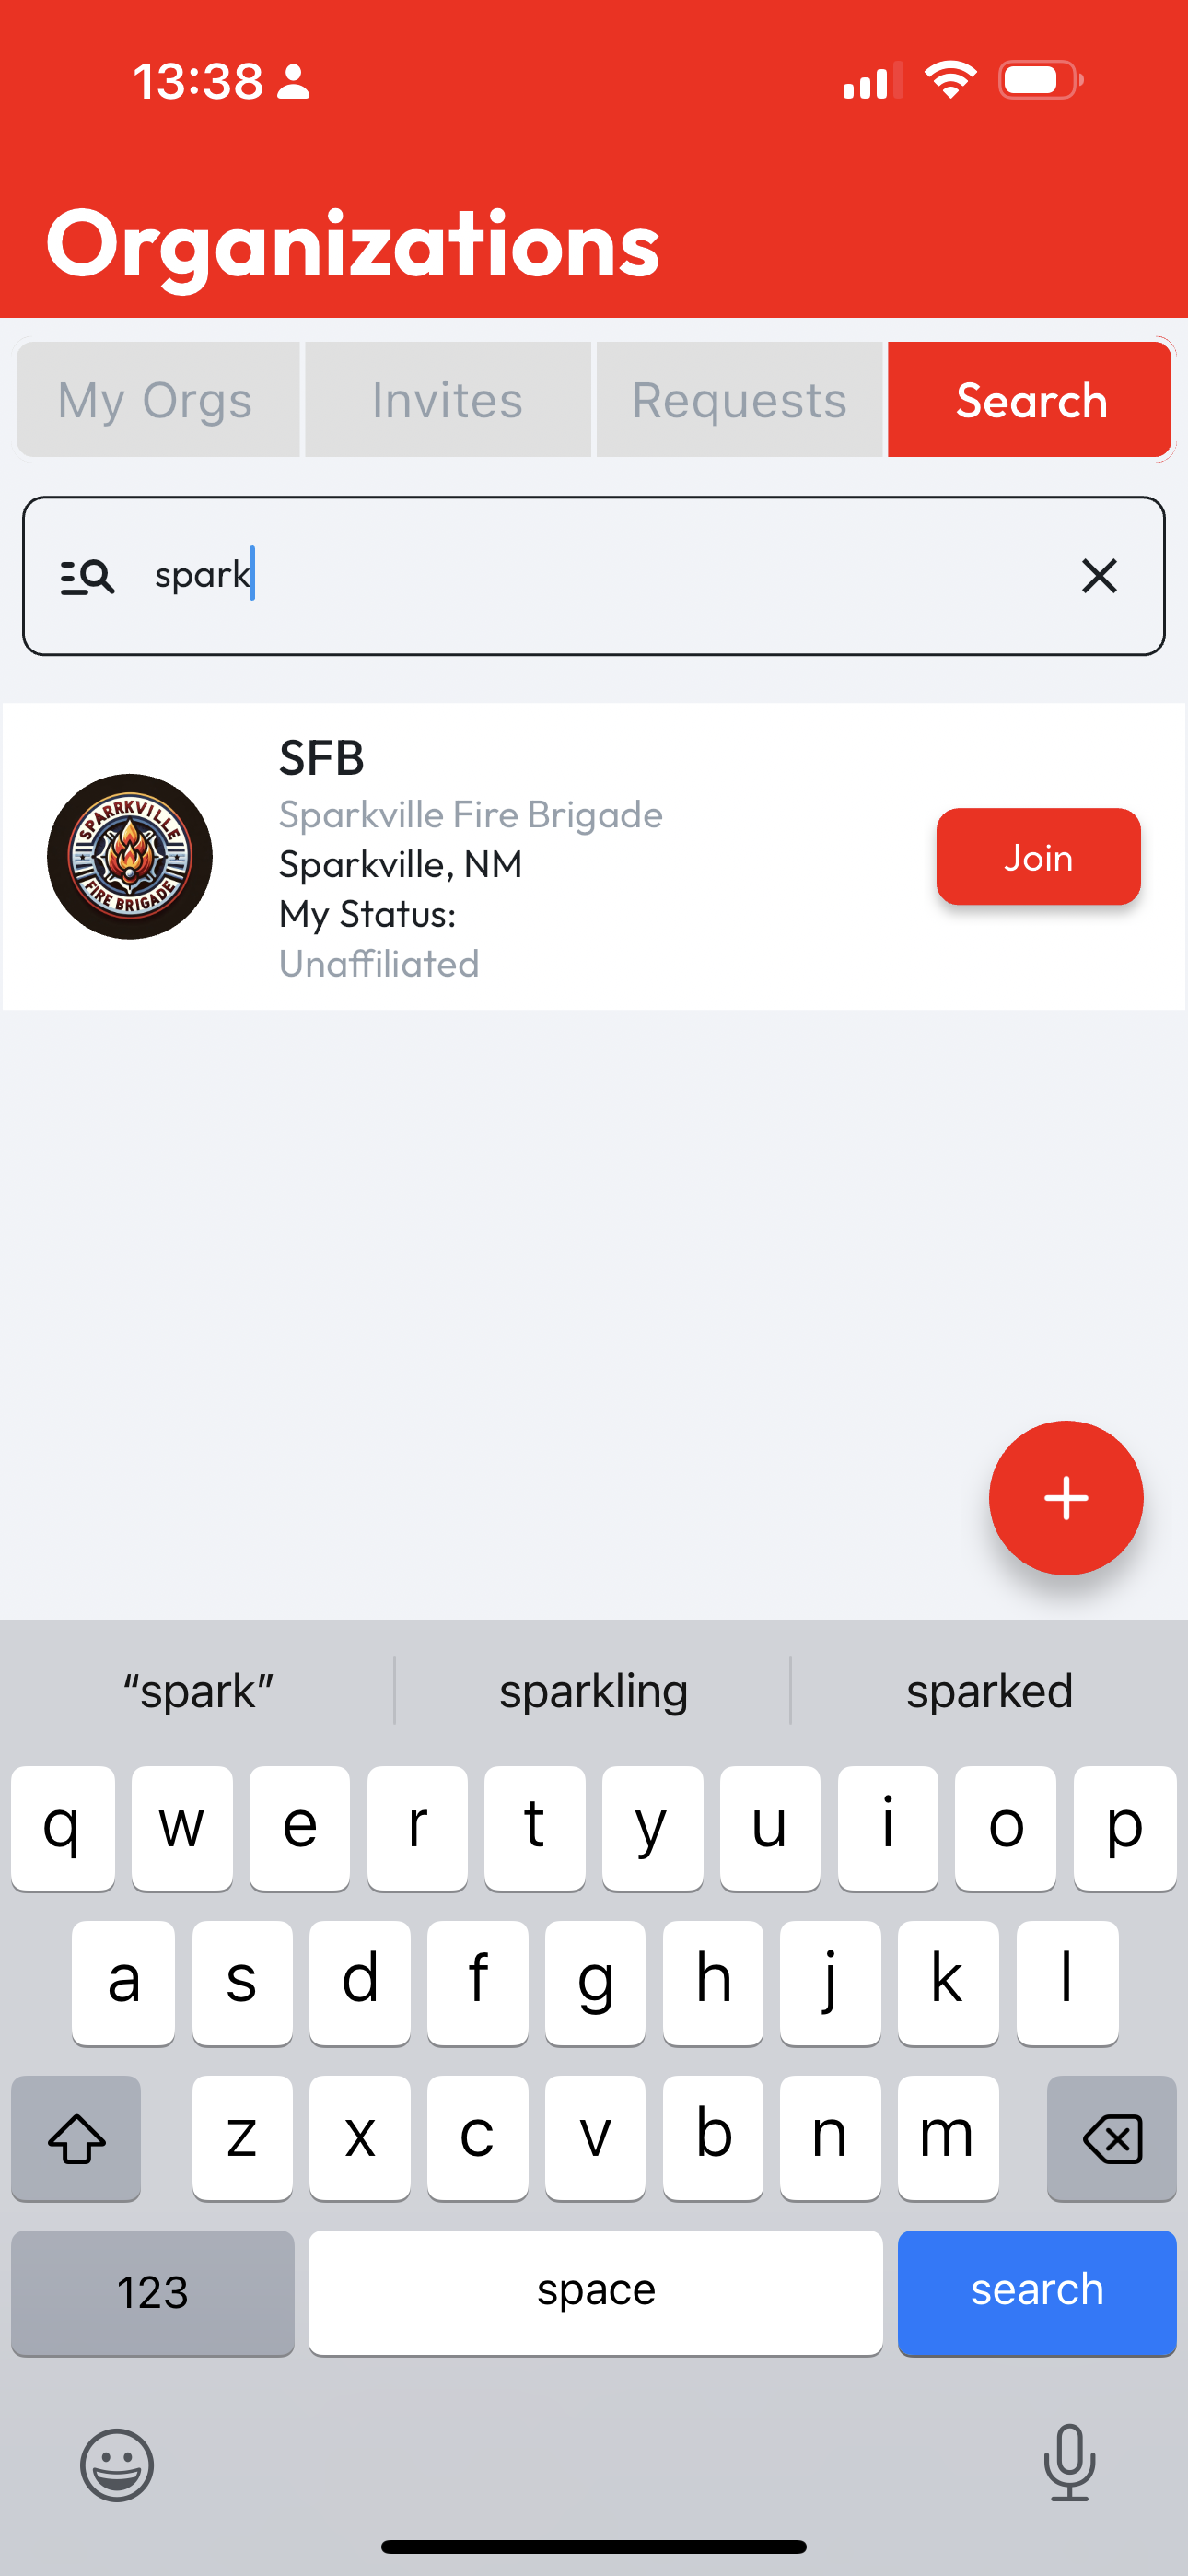 13:38
Organizations
My Orgs Invites Requests Search
spark
SFB
Sparkville Fire Brigade
Sparkville, NM
My Status:
Unaffiliated
Join
SPARRKVILLE
FIRE BRIGADE
“spark” sparkling sparked
q w e r t y u i o p
a s d f g h j k l
z x c v b n m
123 space search